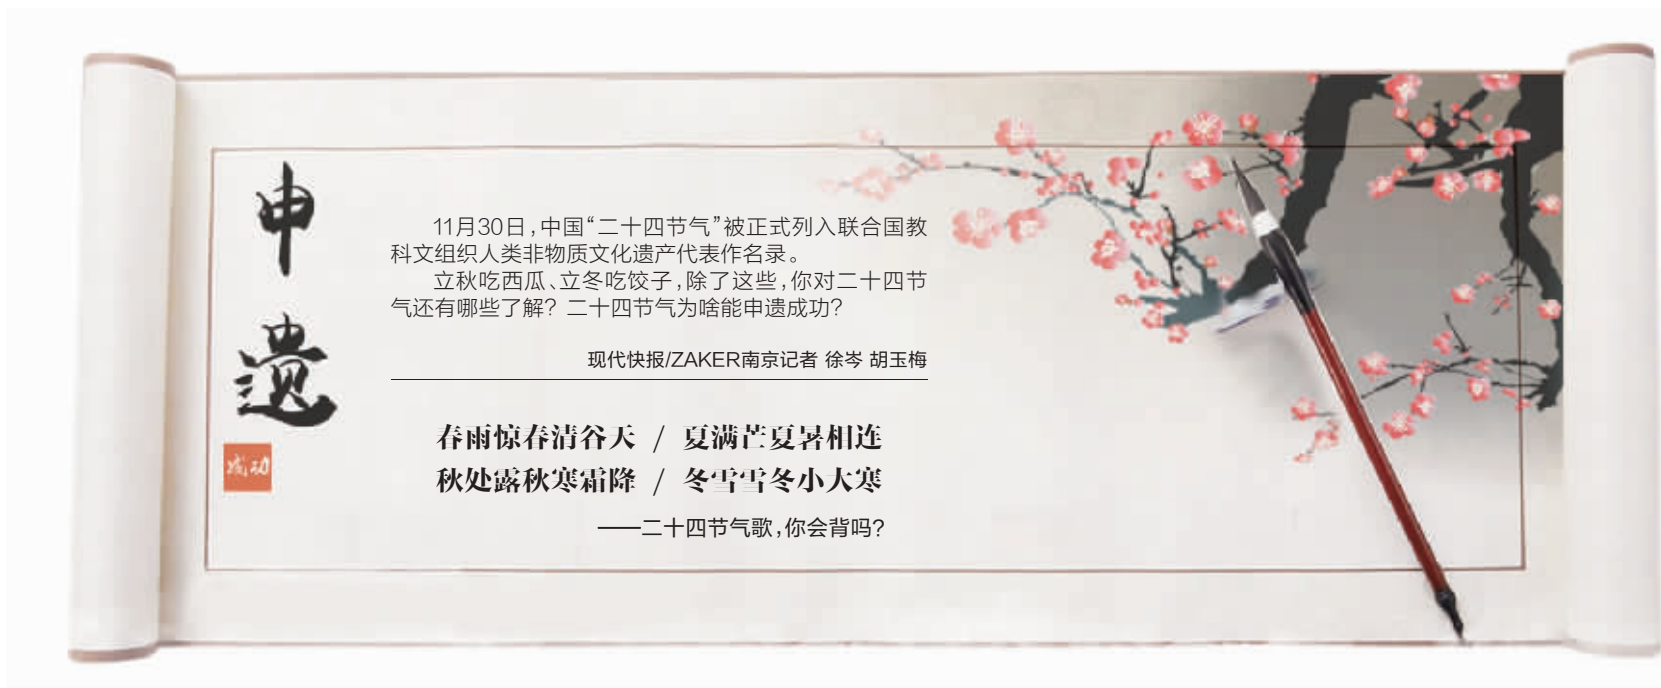 申遗
成功
11月30日,中国“二十四节气”被正式列入联合国教
科文组织人类非物质文化遗产代表作名录。
立秋吃西瓜、立冬吃饺子,除了这些,你对二十四节
气还有哪些了解? 二十四节气为啥能申遗成功?
现代快报/ZAKER南京记者 徐岑 胡玉梅
春雨惊春清谷天 / 夏满芒夏暑相连
秋处露秋寒霜降 / 冬雪雪冬小大寒
——二十四节气歌,你会背吗?